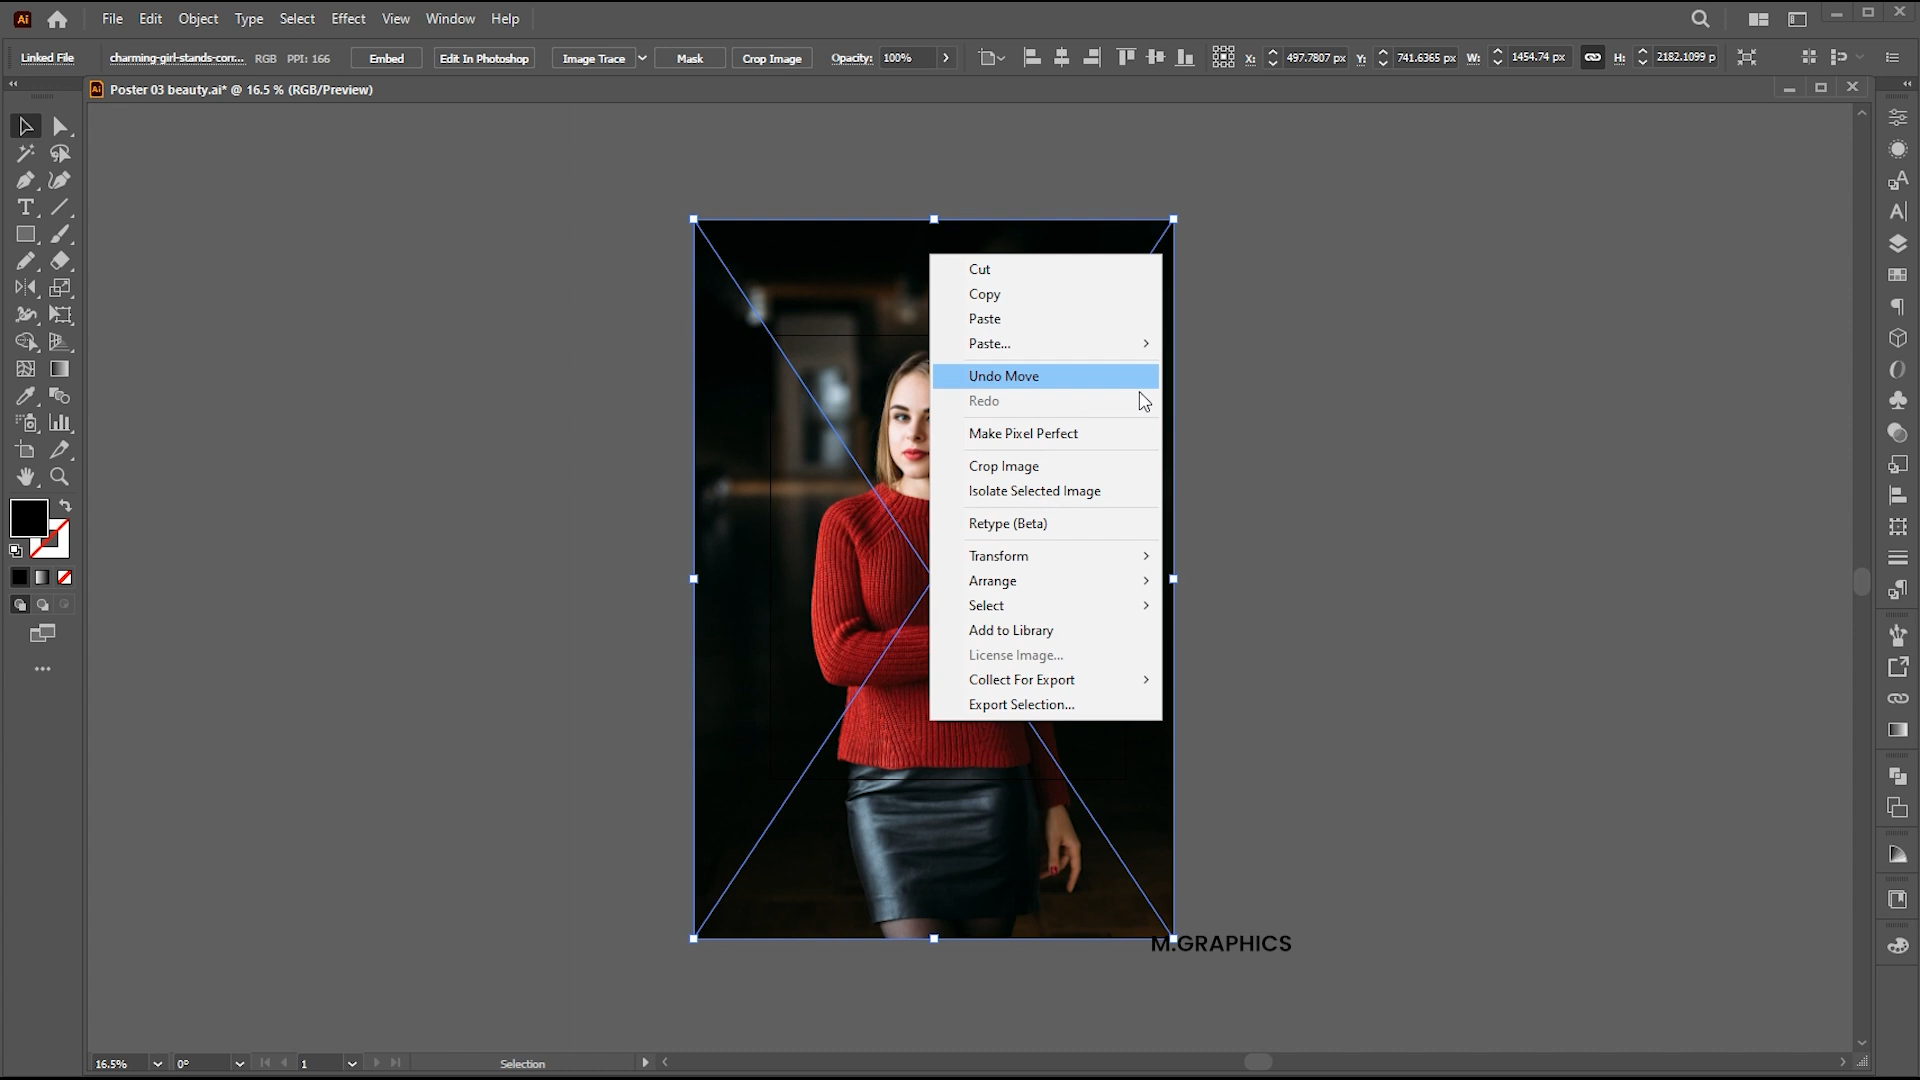 Ai File Edit Object Type Select Effect View Window Help
Linked File charming-girl-stands-corr... RGB PPI: 166 Embed Edit In Photoshop Image Trace Mask Crop Image Opacity: 100% X: 497.7807 px Y: 741.6365 px W: 1454.74 px H: 2182.1099 p
Ai Poster 03 beauty.ai* @ 16.5 % (RGB/Preview)
Cut
Copy
Paste
Paste...
Undo Move
Redo
Make Pixel Perfect
Crop Image
Isolate Selected Image
Retype (Beta)
Transform
Arrange
Select
Add to Library
License Image...
Collect For Export
Export Selection...
M.GRAPHICS
16.5% 0° 1 Selection